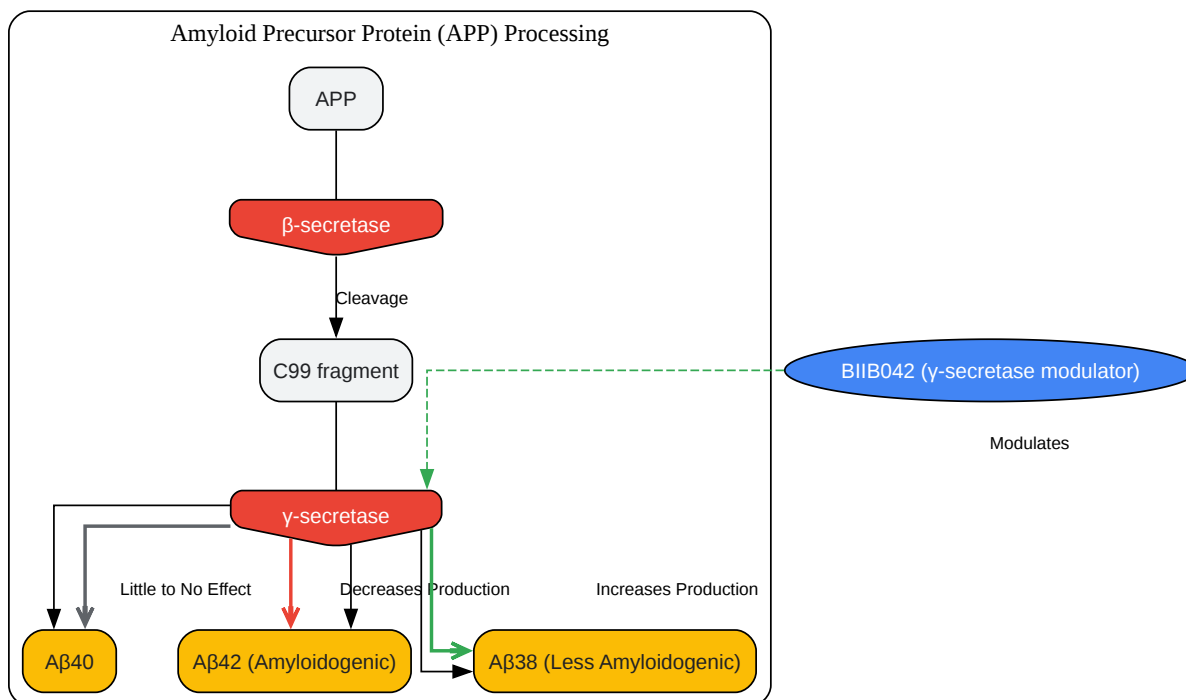 Amyloid Precursor Protein (APP) Processing
APP
β-secretase
Cleavage
C99 fragment
BIIB042 (γ-secretase modulator)
Modulates
γ-secretase
Little to No Effect
Decreases Production
Increases Production
Aβ40
Aβ42 (Amyloidogenic)
Aβ38 (Less Amyloidogenic)